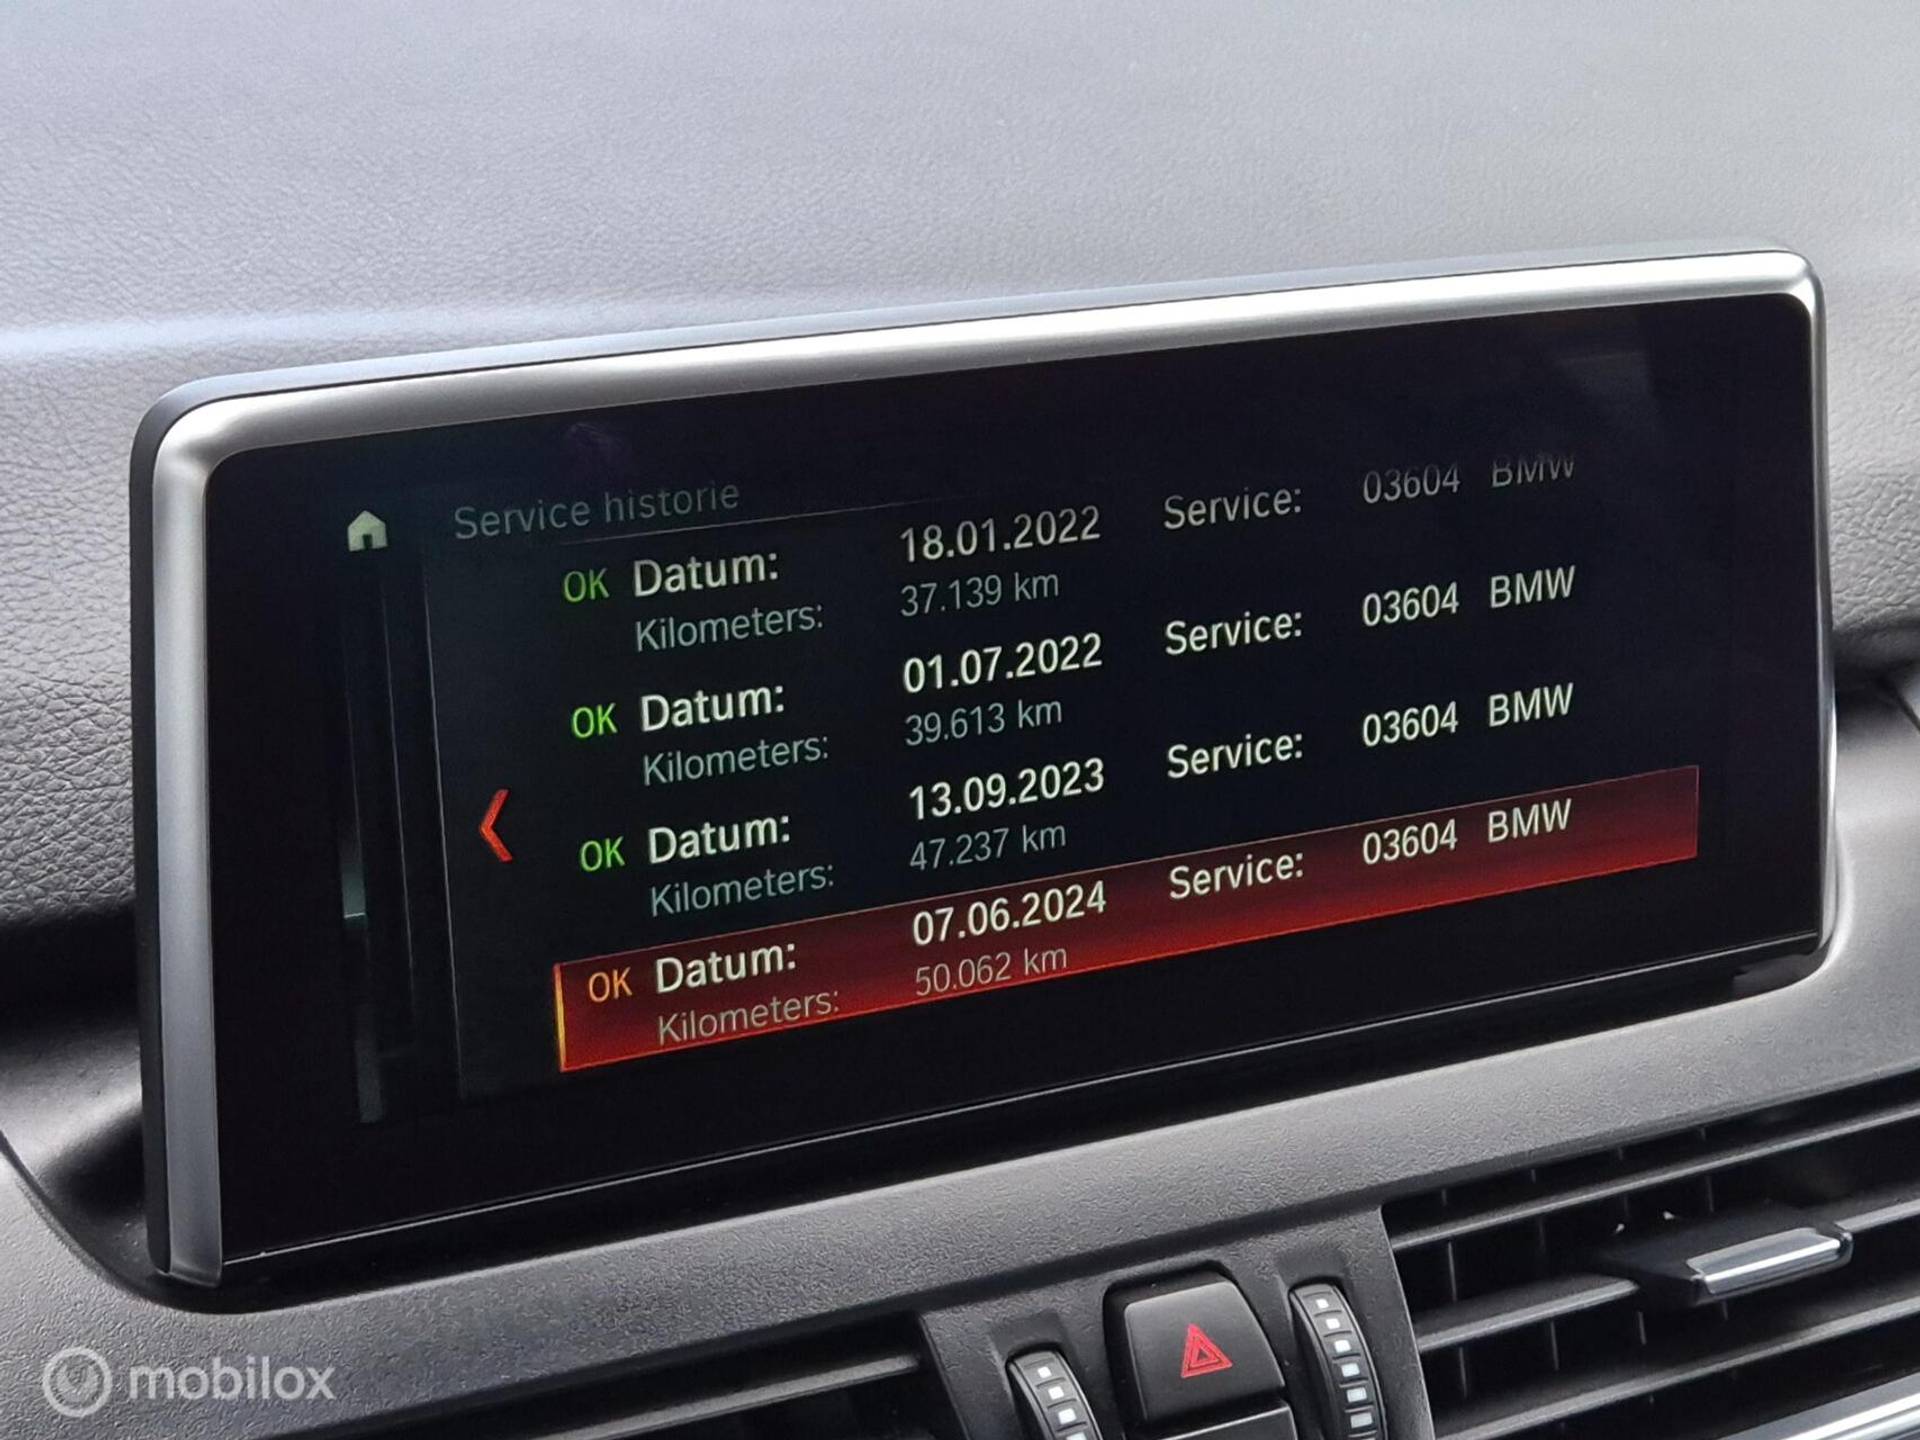 Service historie
OK Datum: 18.01.2022 Service: 03604 BMW
Kilometers: 37.139 km
OK Datum: 01.07.2022 Service: 03604 BMW
Kilometers: 39.613 km
OK Datum: 13.09.2023 Service: 03604 BMW
Kilometers: 47.237 km
OK Datum: 07.06.2024 Service: 03604 BMW
Kilometers: 50.062 km
mobilox